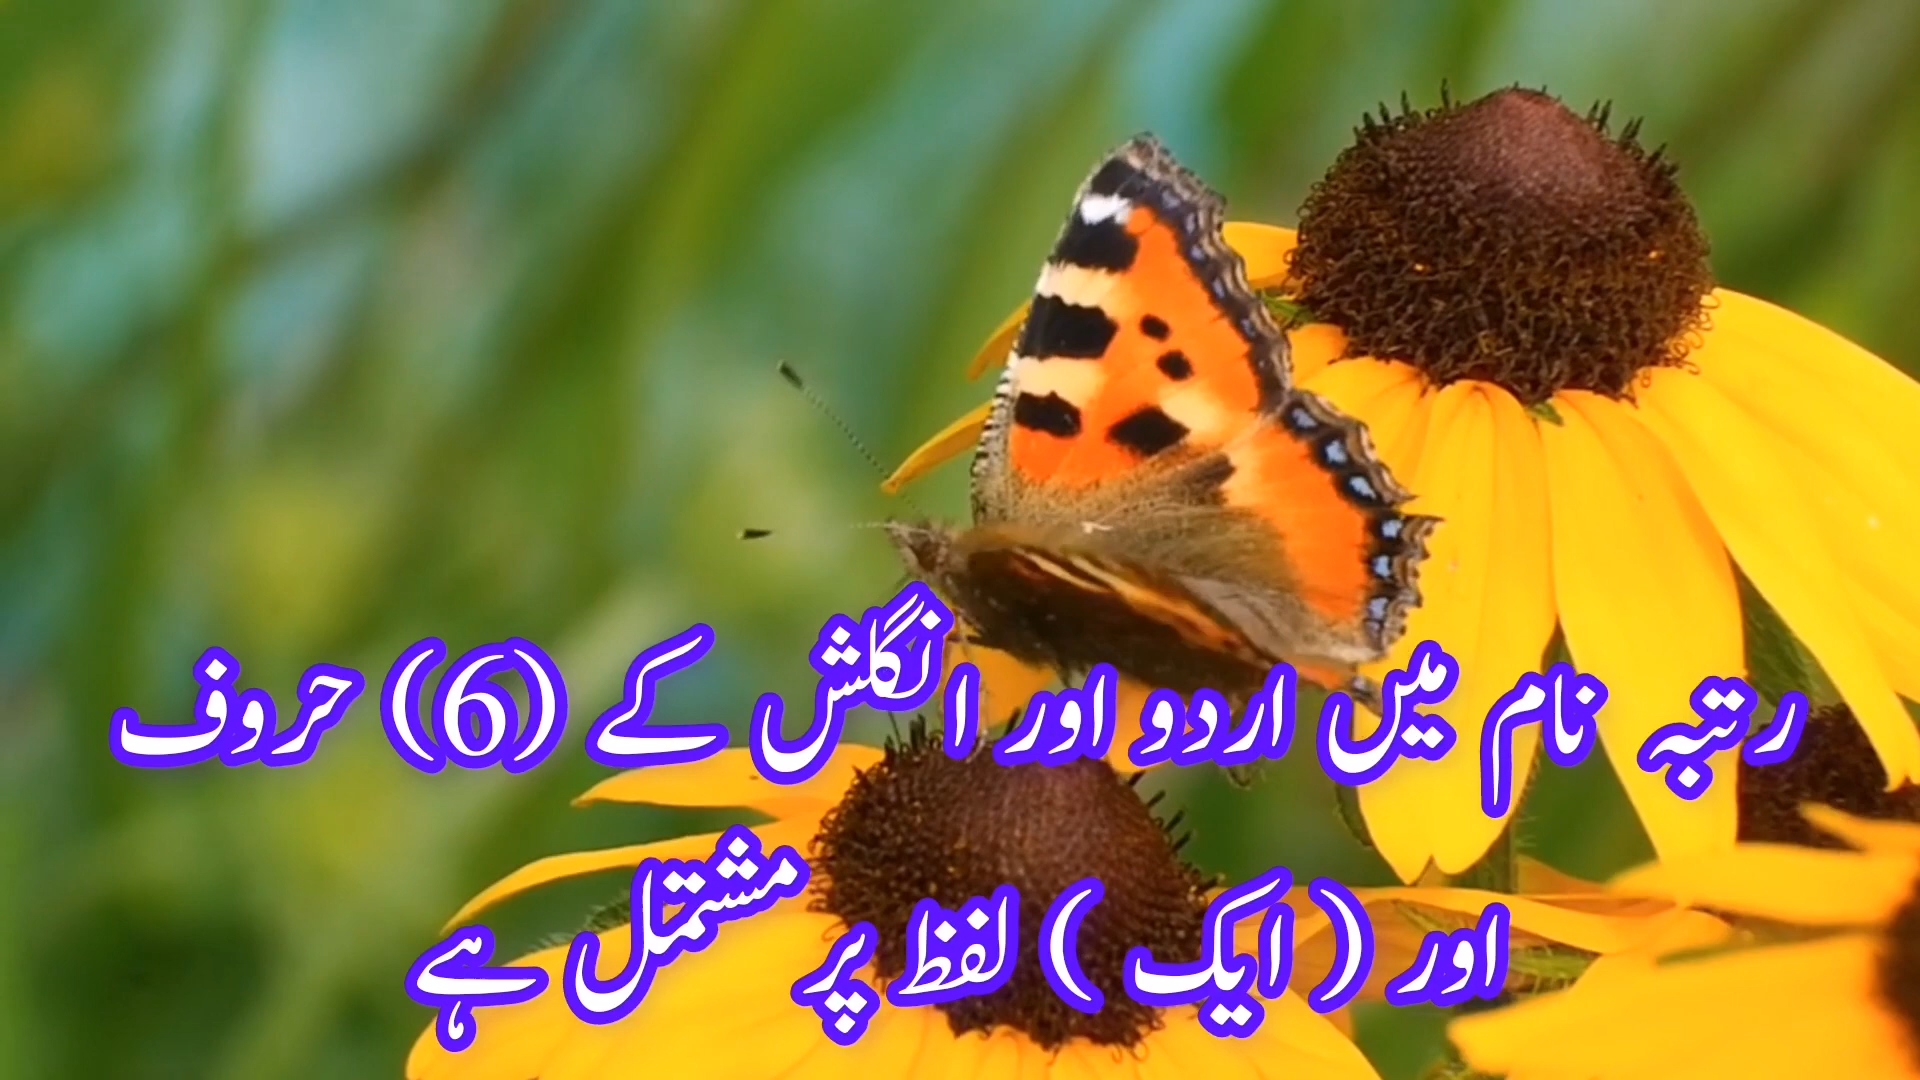 رتبہ نام میں اردو اور انگلش کے (6) حروف
اور ( ایک ) لفظ پر مشتمل ہے